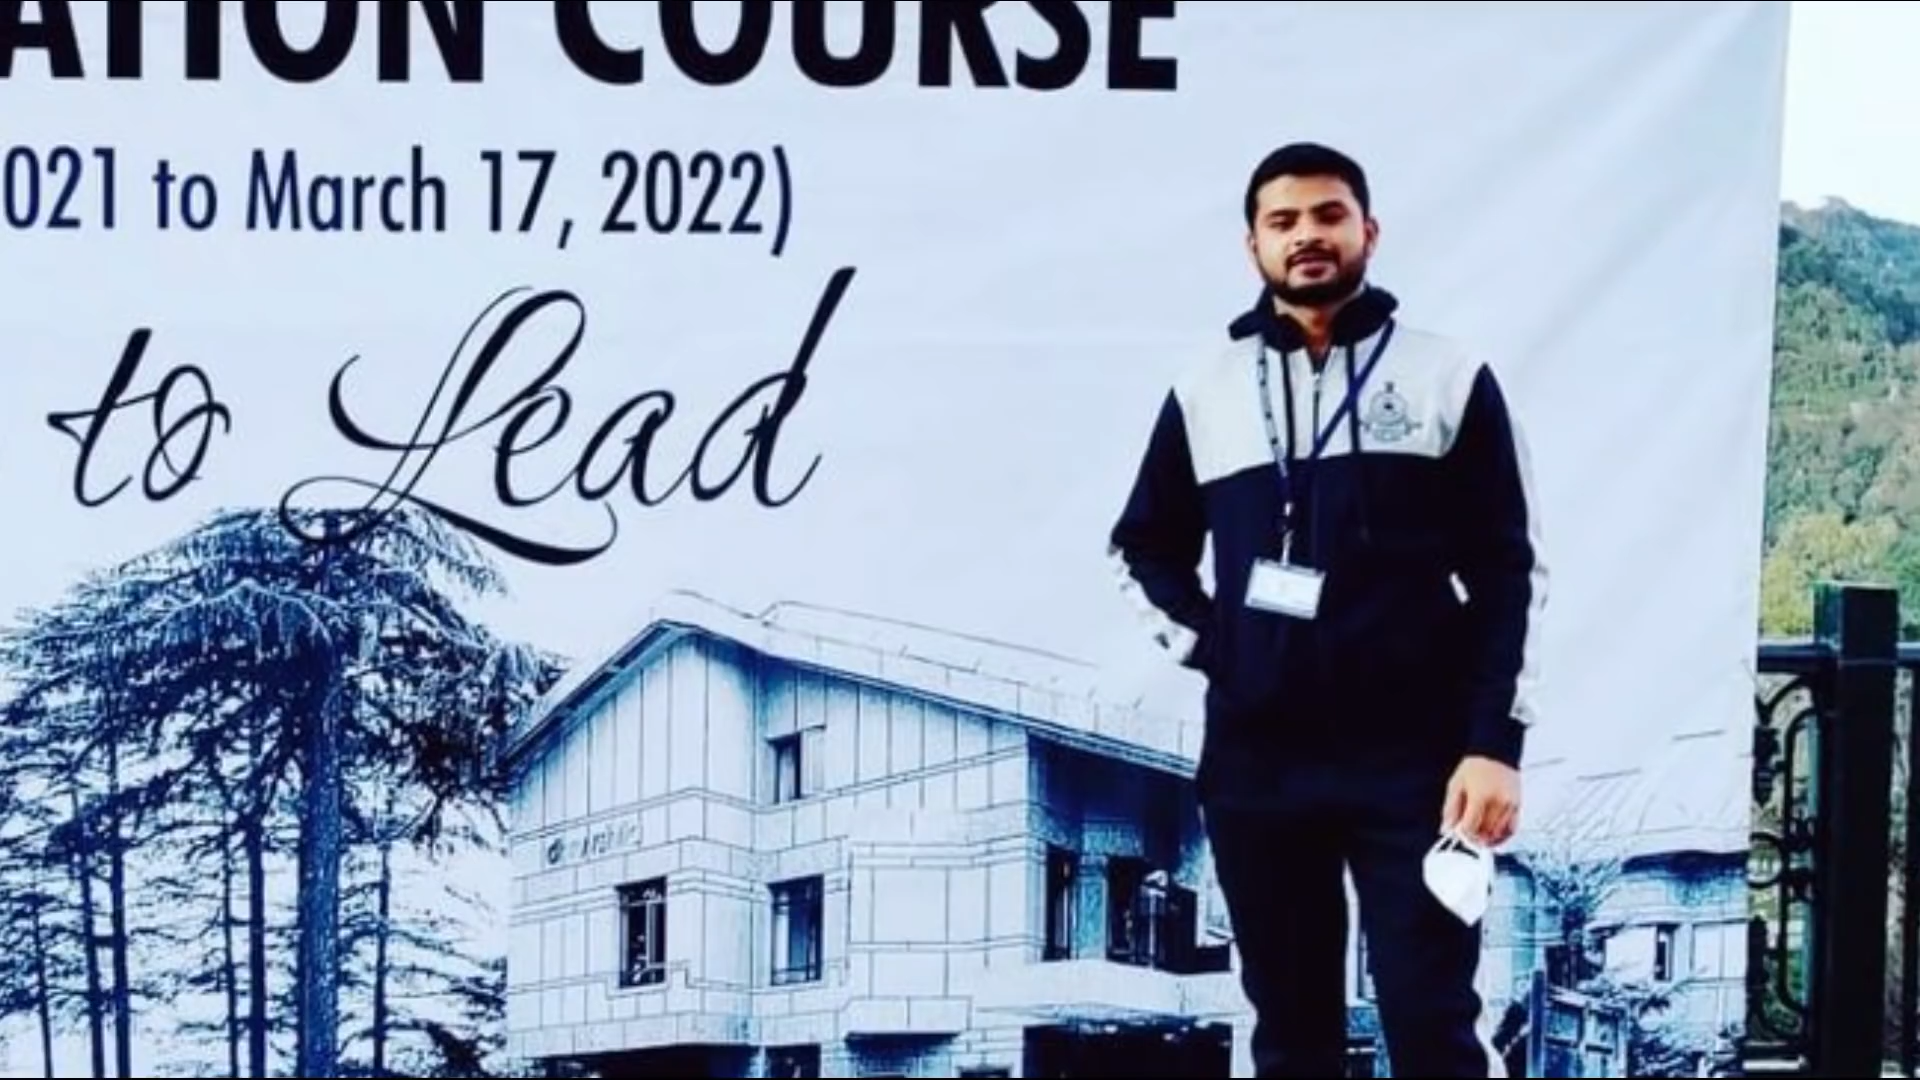 ATION COURSE
021 to March 17, 2022)
to Lead